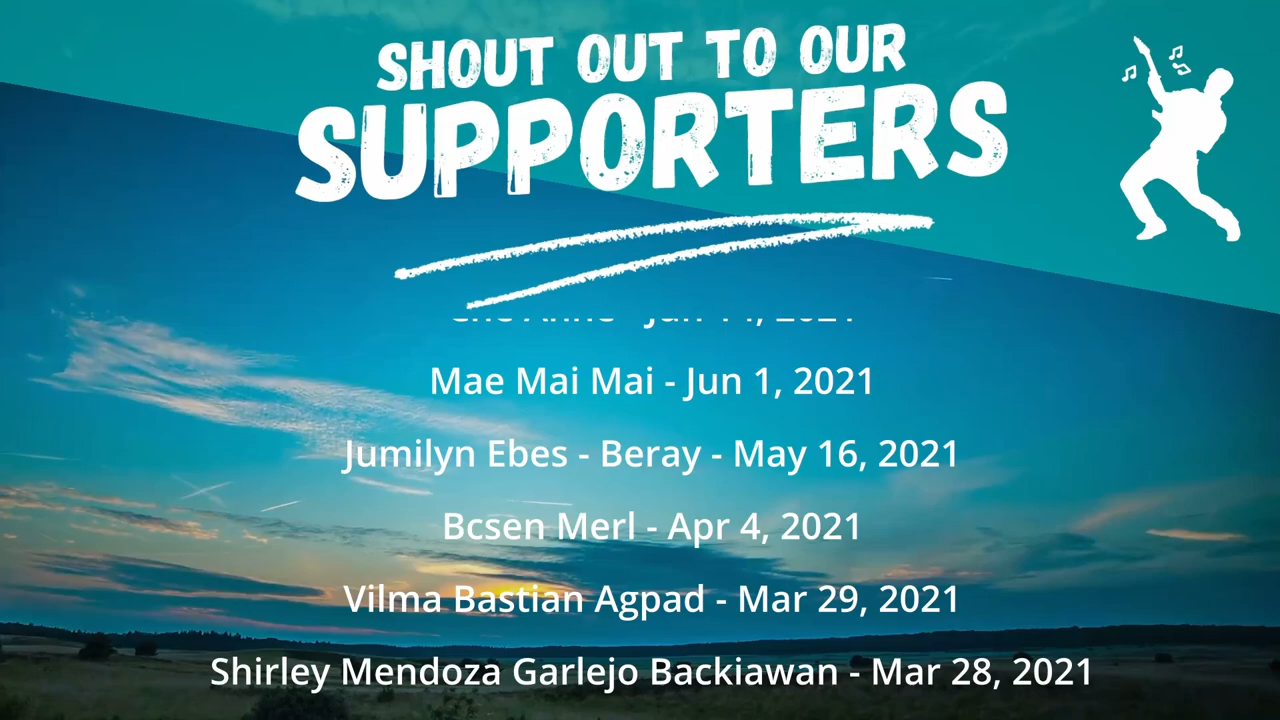 SHOUT OUT TO OUR
SUPPORTERS
Mae Mai Mai - Jun 1, 2021
Jumilyn Ebes - Beray - May 16, 2021
Bcsen Merl - Apr 4, 2021
Vilma Bastian Agpad - Mar 29, 2021
Shirley Mendoza Garlejo Backiawan - Mar 28, 2021